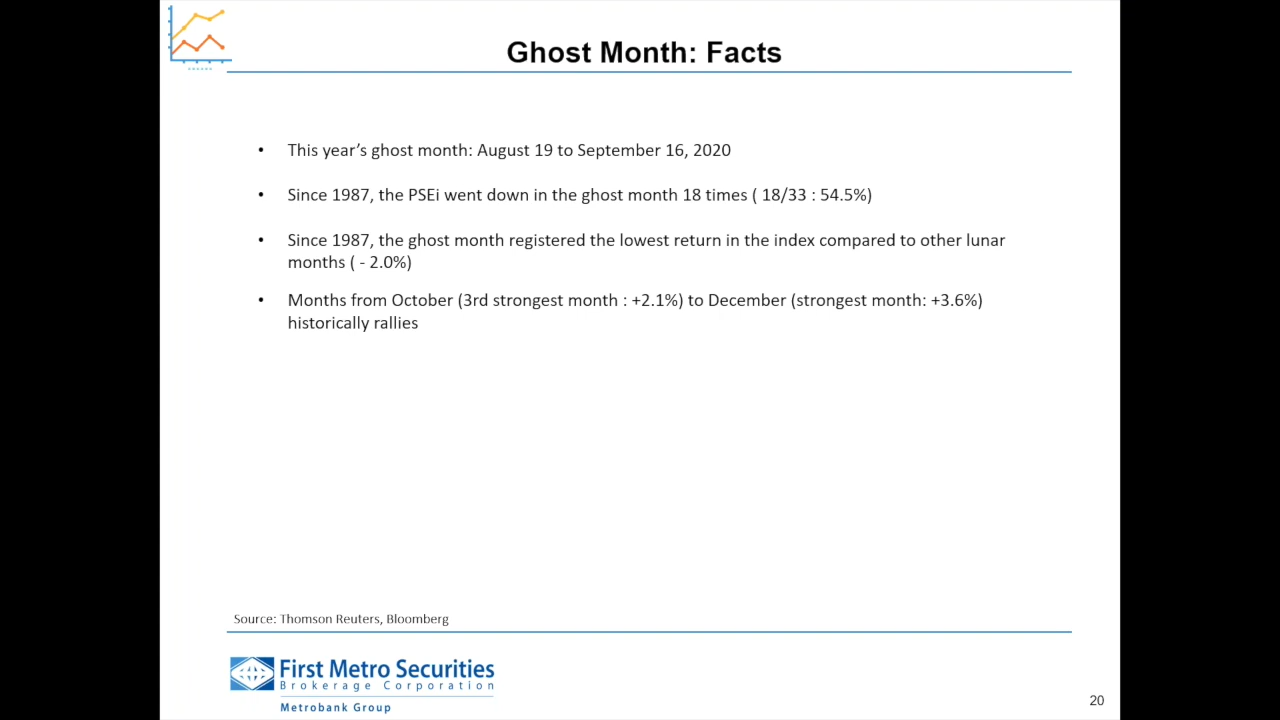 Ghost Month: Facts
• This year’s ghost month: August 19 to September 16, 2020
• Since 1987, the PSEi went down in the ghost month 18 times ( 18/33 : 54.5%)
• Since 1987, the ghost month registered the lowest return in the index compared to other lunar
months ( - 2.0%)
• Months from October (3rd strongest month : +2.1%) to December (strongest month: +3.6%)
historically rallies
Source: Thomson Reuters, Bloomberg
First Metro Securities
Brokerage Corporation
Metrobank Group
20